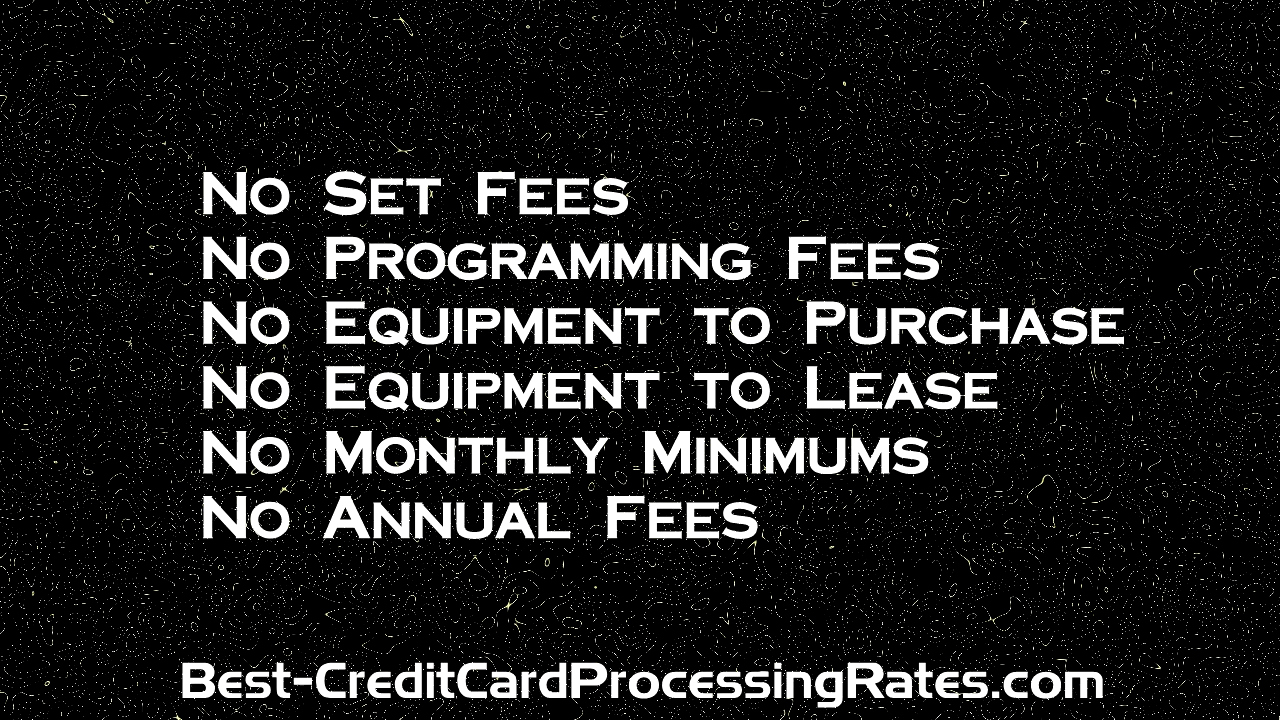 No Set Fees
No Programming Fees
No Equipment to Purchase
No Equipment to Lease
No Monthly Minimums
No Annual Fees
Best-CreditCardProcessingRates.com